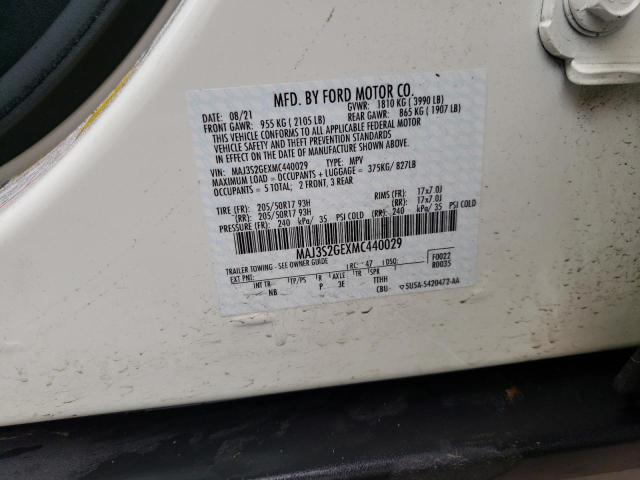 MFD. BY FORD MOTOR CO.
DATE: 08/21 GVWR: 1810 KG ( 3990 LB)
FRONT GAWR: 955 KG ( 2105 LB) REAR GAWR: 865 KG ( 1907 LB)
THIS VEHICLE CONFORMS TO ALL APPLICABLE FEDERAL MOTOR
VEHICLE SAFETY AND THEFT PREVENTION STANDARDS IN
EFFECT ON THE DATE OF MANUFACTURE SHOWN ABOVE.
VIN: MAJ3S2GEXMC440029 TYPE: MPV
MAXIMUM LOAD = OCCUPANTS + LUGGAGE = 375KG/ 827LB
OCCUPANTS = 5 TOTAL; 2 FRONT, 3 REAR
TIRE (FR): 205/50R17 93H RIMS (FR): 17x7.0J
(RR): 205/50R17 93H (RR): 17x7.0J
PRESSURE (FR): 240 kPa/ 35 PSI COLD (RR): 240 kPa/ 35 PSI COLD
MAJ3S2GEXMC440029
TRAILER TOWING - SEE OWNER GUIDE F0022
EXT PNT: RC: 47 DSO: R0035
INT TR TP/PS R AXLE TR SPR
NB P 3E TTHH
CBU 5US5A-5420472-AA